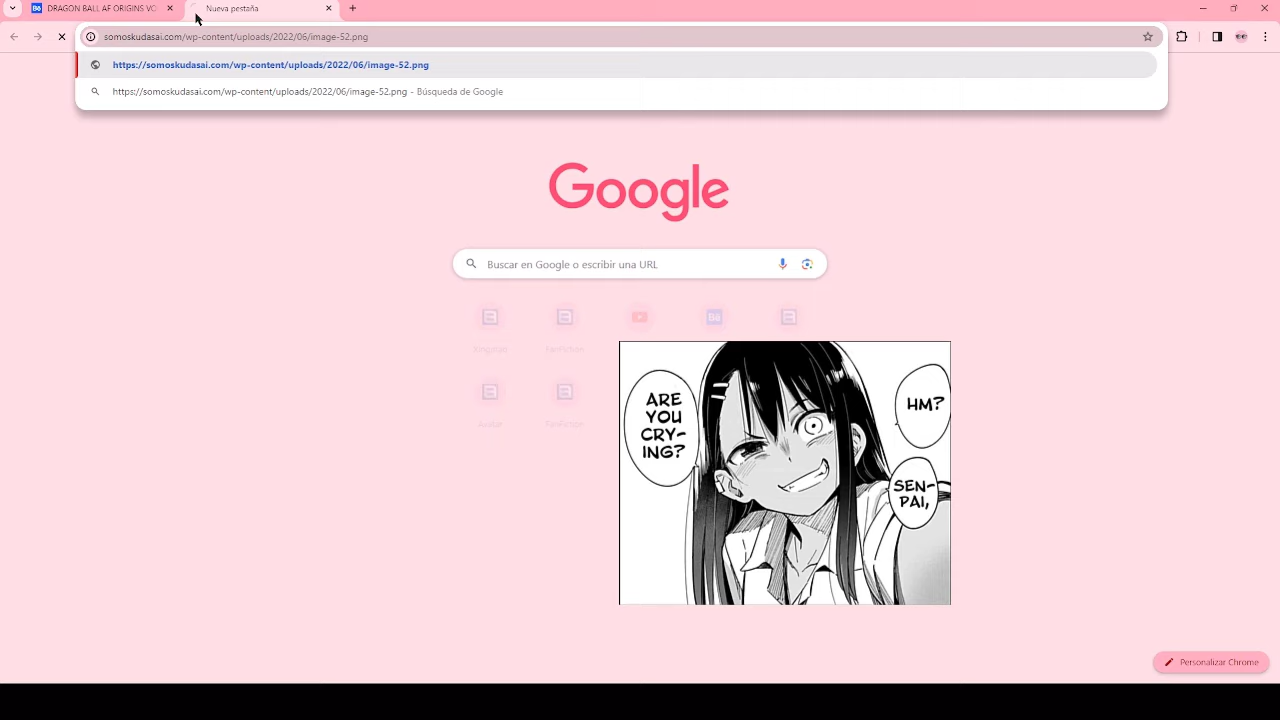 DRAGON BALL AF ORIGINS VO
Nueva pestaña
somoskudasai.com/wp-content/uploads/2022/06/image-52.png
https://somoskudasai.com/wp-content/uploads/2022/06/image-52.png
https://somoskudasai.com/wp-content/uploads/2022/06/image-52.png - Búsqueda de Google
Google
Buscar en Google o escribir una URL
FanFiction
Avatar
FanFiction
HM?
SEN-
PAI,
ARE
YOU
CRY-
ING?
Personalizar Chrome